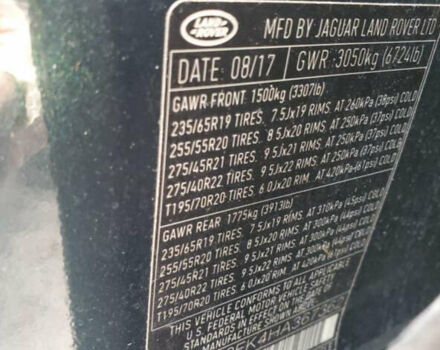 LAND ROVER
MFD BY JAGUAR LAND ROVER LTD
DATE: 08/17 GWR: 3050kg (6724lb)
GAWR FRONT: 1500kg (3307lb)
235/65R19 TIRES, 7.5Jx19 RIMS, AT 260kPa (38psi) COLD
255/55R20 TIRES, 8.5Jx20 RIMS, AT 250kPa (37psi) COLD
275/45R21 TIRES, 9.5Jx21 RIMS, AT 250kPa (37psi) COLD
275/40R22 TIRES, 9.5Jx22 RIMS, AT 250kPa (37psi) COLD
T195/70R20 TIRES, 6.0Jx20 RIM, AT 420kPa (61psi) COLD
GAWR REAR: 1775kg (3913lb)
235/65R19 TIRES, 7.5Jx19 RIMS, AT 370kPa (45psi) COLD
255/55R20 TIRES, 8.5Jx20 RIMS, AT 300kPa (44psi) COLD
275/45R21 TIRES, 9.5Jx21 RIMS, AT 300kPa (44psi) COLD
275/40R22 TIRES, 9.5Jx22 RIMS, AT 300kPa (44psi) COLD
T195/70R20 TIRES, 6.0Jx20 RIM, AT 420kPa (61psi) COLD
THIS VEHICLE CONFORMS TO ALL APPLICABLE
U.S. FEDERAL MOTOR VEHICLE SAFETY
STANDARDS IN EFFECT